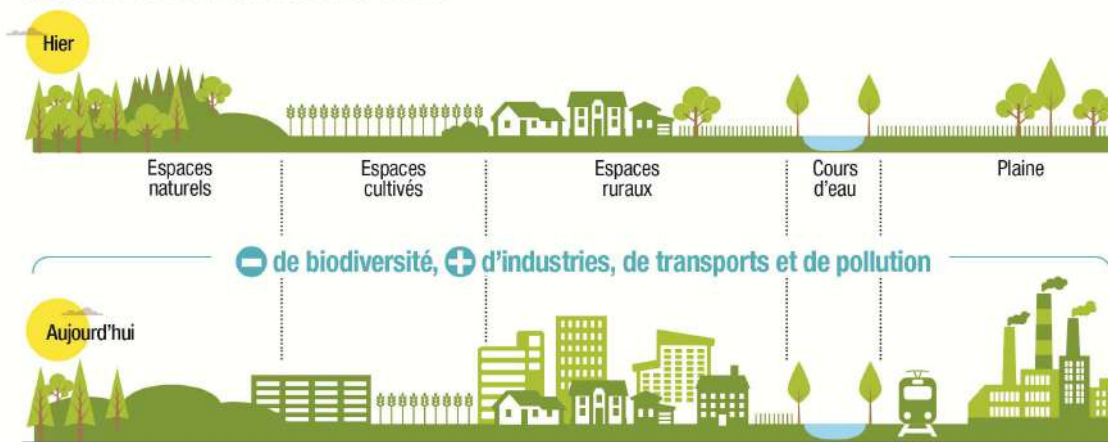 Hier
Espaces
naturels
Espaces
cultivés
Espaces
ruraux
Cours
d'eau
Plaine
- de biodiversité, + d'industries, de transports et de pollution
Aujourd'hui